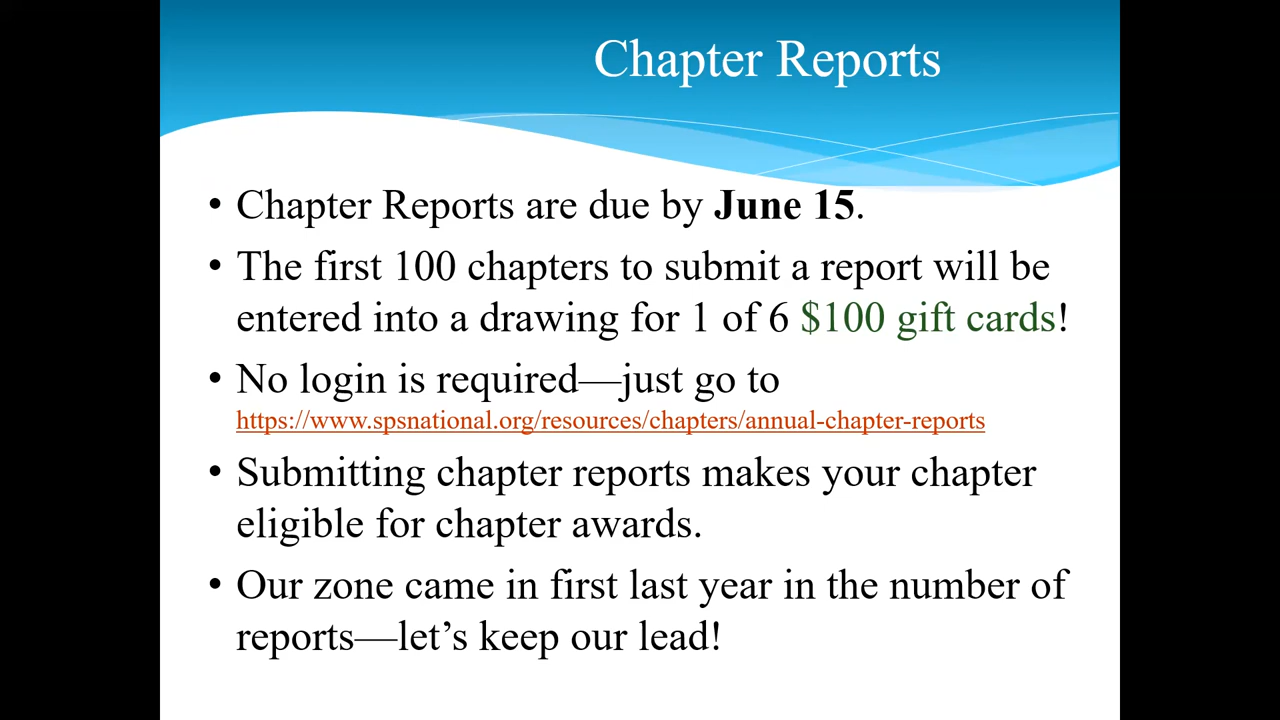 Chapter Reports
• Chapter Reports are due by June 15.
• The first 100 chapters to submit a report will be
entered into a drawing for 1 of 6 $100 gift cards!
• No login is required—just go to
https://www.spsnational.org/resources/chapters/annual-chapter-reports
• Submitting chapter reports makes your chapter
eligible for chapter awards.
• Our zone came in first last year in the number of
reports—let’s keep our lead!